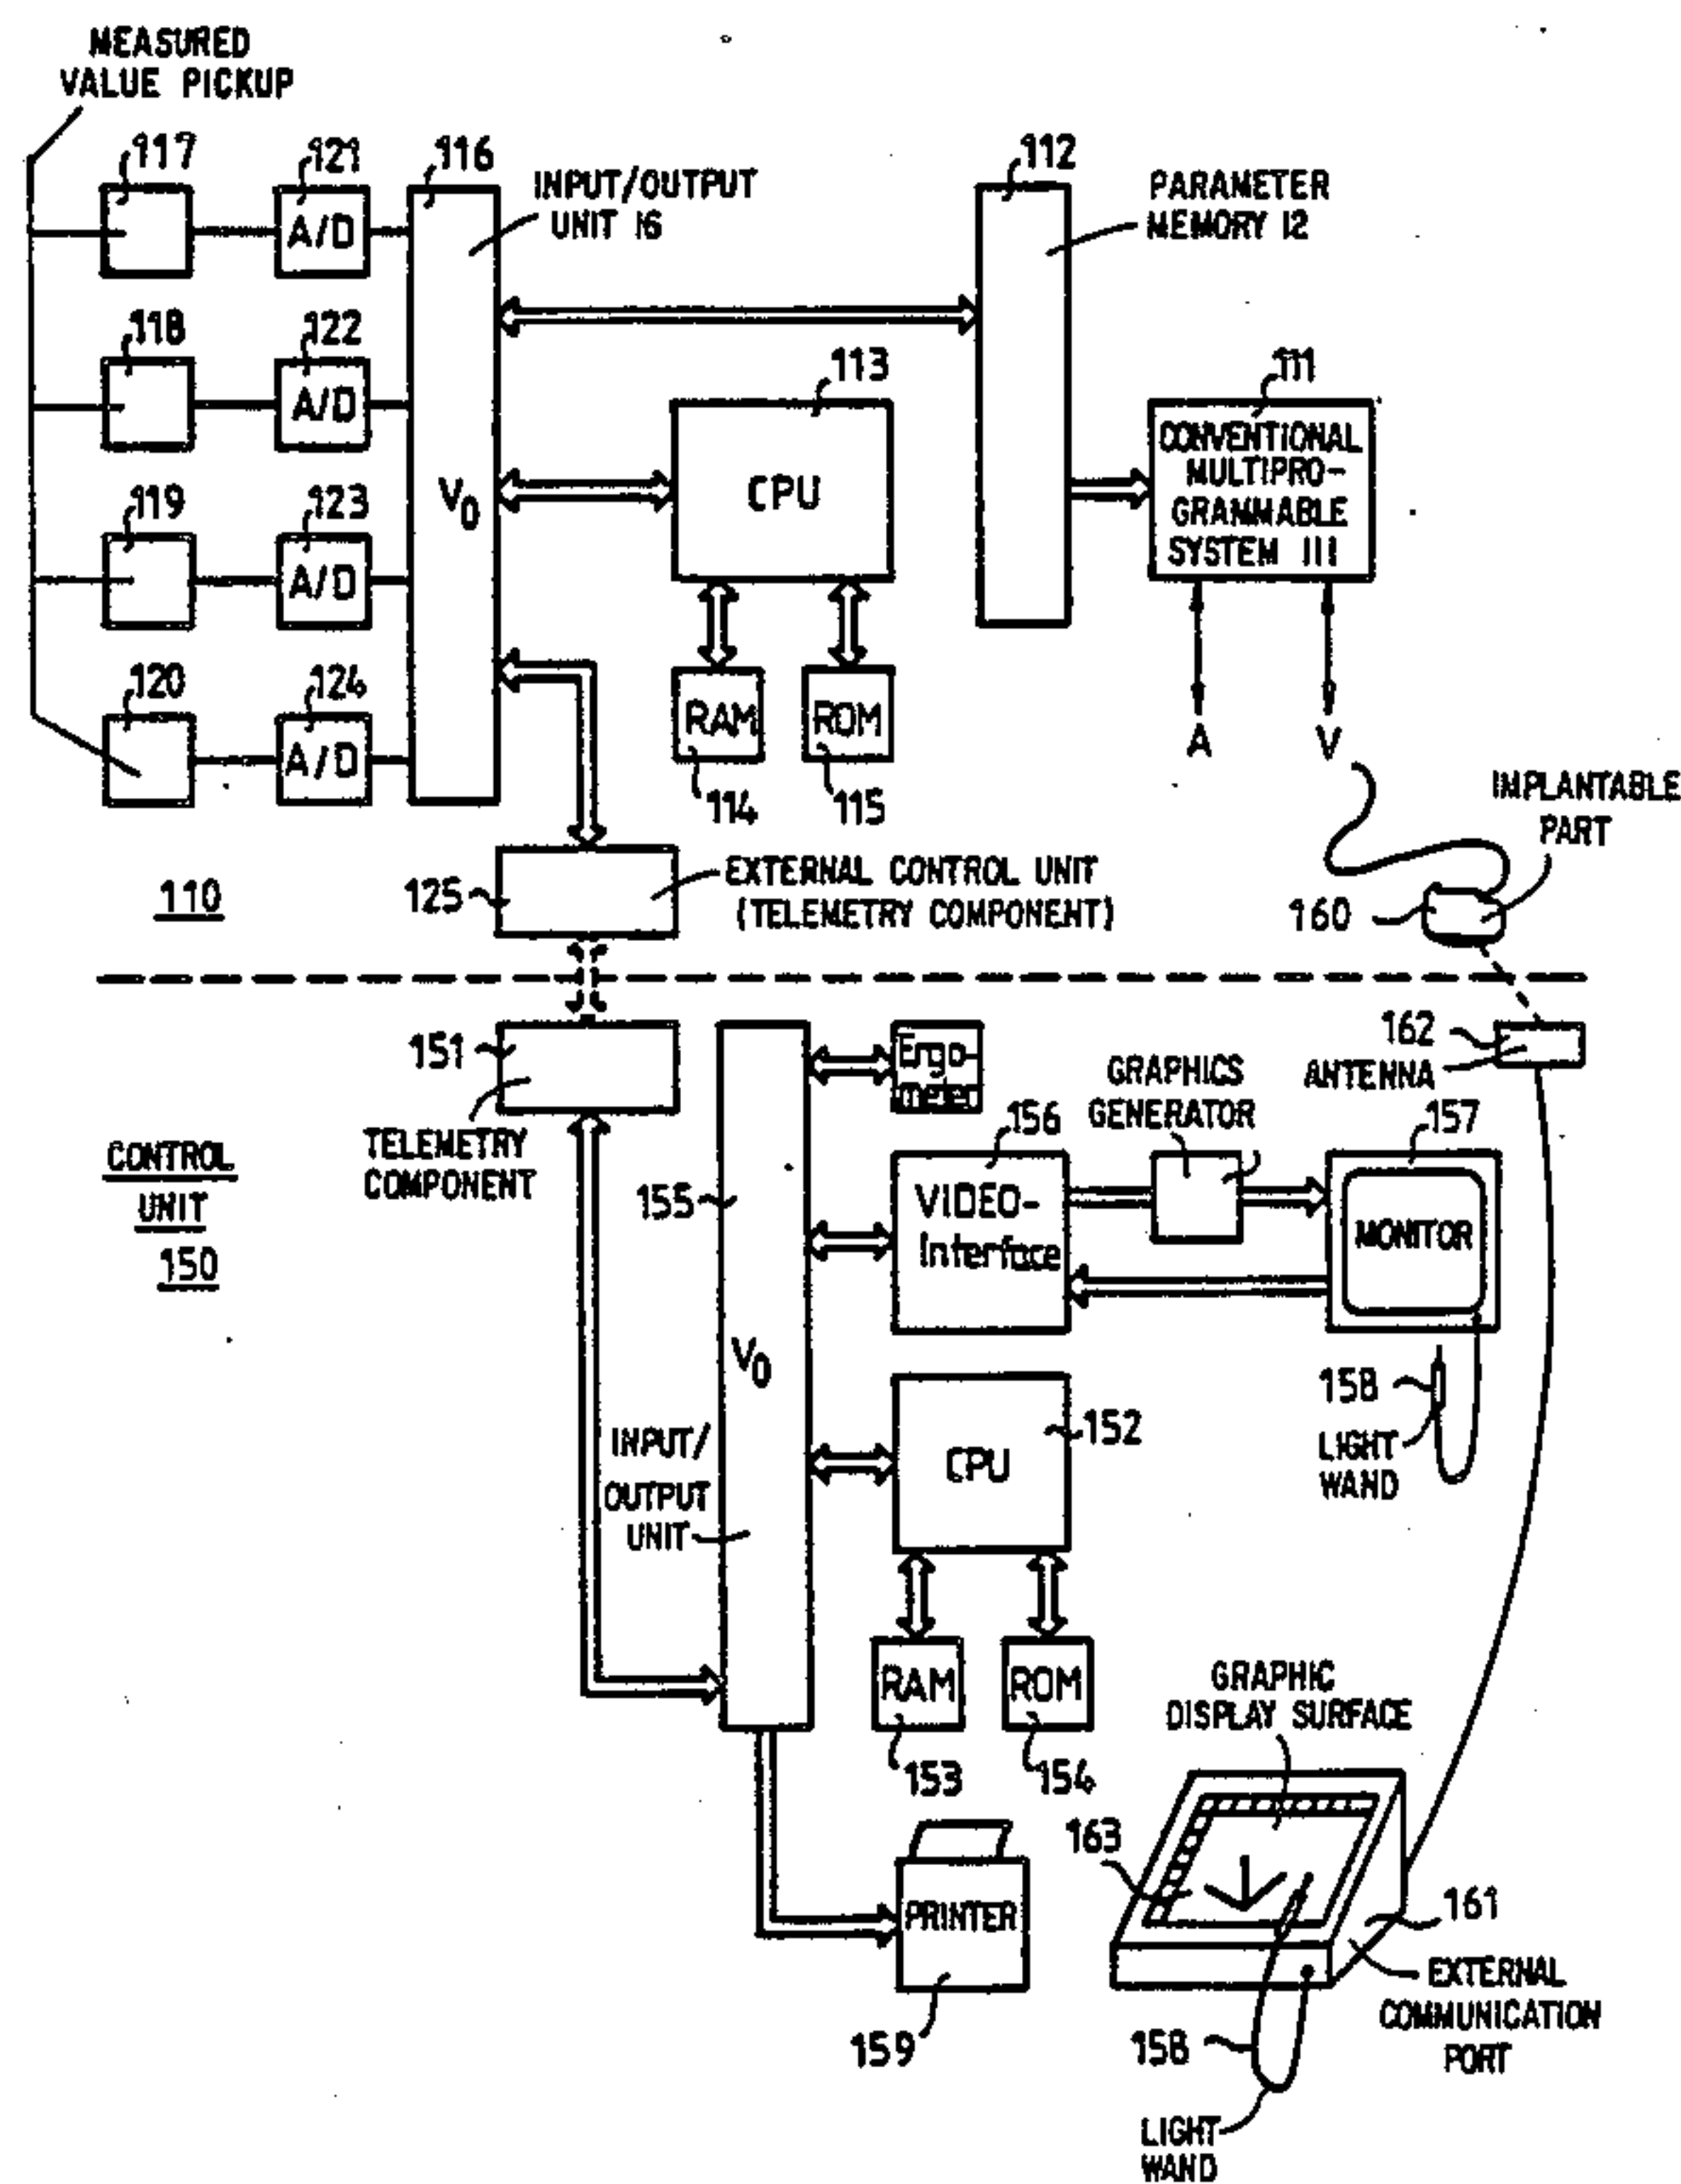 MEASURED
VALUE PICKUP
117
121
116
INPUT/OUTPUT
UNIT 16
112
PARAMETER
MEMORY 12
A/D
118
122
A/D
113
CPU
111
CONVENTIONAL
MULTIPRO-
GRAMMABLE
SYSTEM 111
V0
119
123
A/D
120
124
A/D
RAM
ROM
114
115
A
V
IMPLANTABLE
PART
160
110
125
EXTERNAL CONTROL UNIT
(TELEMETRY COMPONENT)
151
TELEMETRY
COMPONENT
CONTROL
UNIT
150
Ergo-
meter
162
ANTENNA
GRAPHICS
GENERATOR
155
156
VIDEO-
Interface
157
MONITOR
V0
158
LIGHT
WAND
INPUT/
OUTPUT
UNIT
152
CPU
RAM
ROM
153
154
GRAPHIC
DISPLAY SURFACE
163
PRINTER
159
161
EXTERNAL
COMMUNICATION
PORT
158
LIGHT
WAND